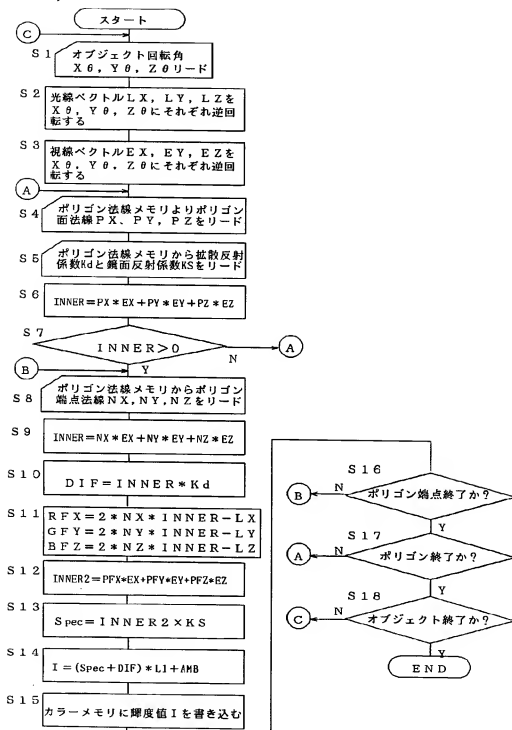 スタート
C
S1
オブジェクト回転角
Xθ, Yθ, Zθリード
S2
光線ベクトルLX, LY, LZを
Xθ, Yθ, Zθにそれぞれ逆回
転する
S3
視線ベクトルEX, EY, EZを
Xθ, Yθ, Zθにそれぞれ逆回
転する
A
S4
ポリゴン法線メモリよりポリゴン
面法線PX、PY, PZをリード
S5
ポリゴン法線メモリから拡散反射
係数Kdと鏡面反射係数KSをリード
S6
INNER=PX*EX+PY*EY+PZ*EZ
S7
INNER>0
N
A
Y
B
S8
ポリゴン法線メモリからポリゴン
端点法線NX,NY,NZをリード
S9
INNER=NX*EX+NY*EY+NZ*EZ
S10
DIF=INNER*Kd
S11
RFX=2*NX*INNER-LX
GFY=2*NY*INNER-LY
BFZ=2*NZ*INNER-LZ
S12
INNER2=PFX*EX+PFY*EY+PFZ*EZ
S13
Spec=INNER2×KS
S14
I=(Spec+DIF)*LI+AMB
S15
カラーメモリに輝度値Iを書き込む
S16
B
N
ポリゴン端点終了か?
Y
S17
A
N
ポリゴン終了か?
Y
S18
C
N
オブジェクト終了か?
Y
END